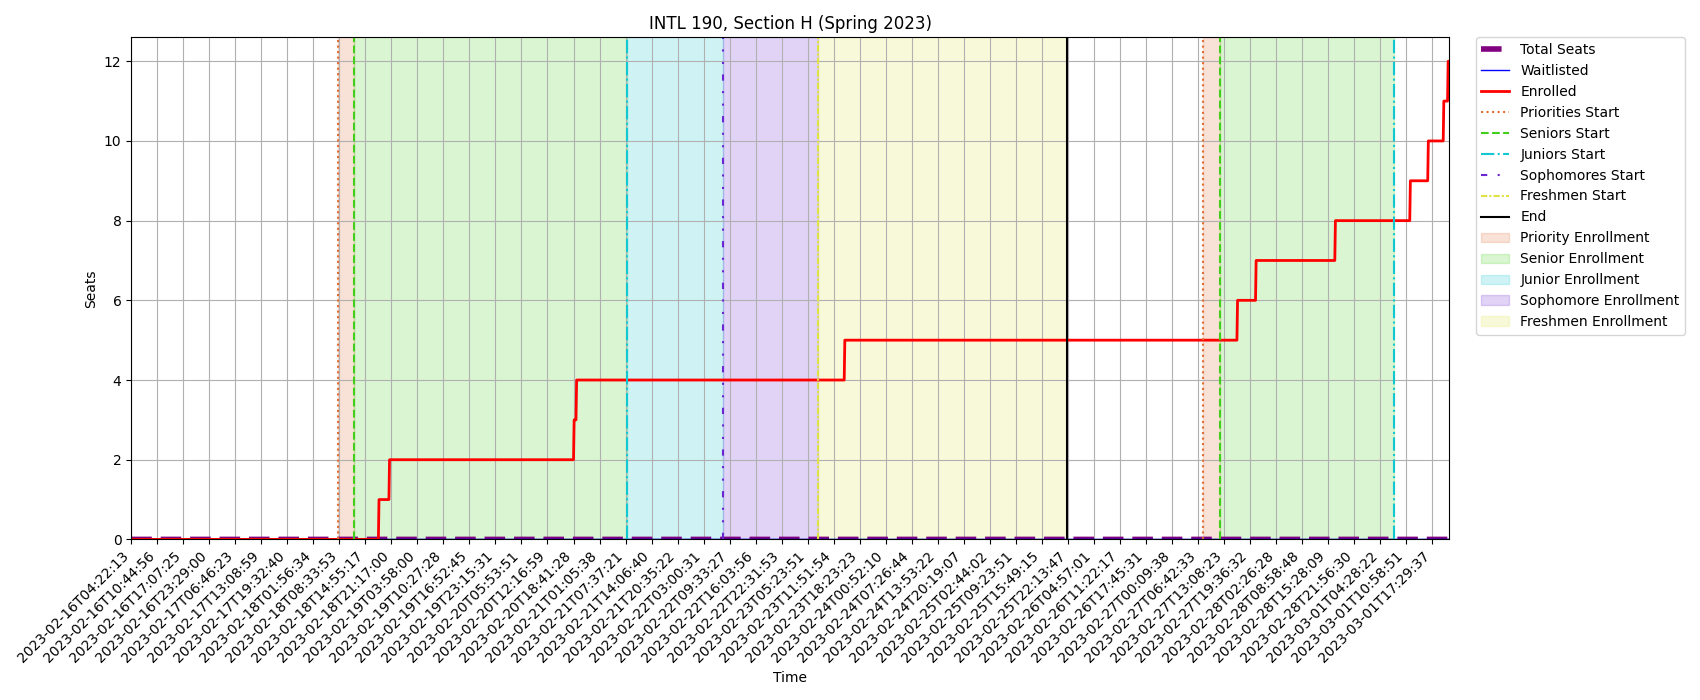 INTL 190, Section H (Spring 2023)
Seats
12
10
8
6
4
2
0
2023-02-16T04:22:13
2023-02-16T10:44:56
2023-02-16T17:07:25
2023-02-16T23:29:00
2023-02-17T06:46:23
2023-02-17T13:08:59
2023-02-17T19:32:40
2023-02-18T01:56:34
2023-02-18T08:33:53
2023-02-18T14:55:17
2023-02-18T21:17:00
2023-02-19T03:58:00
2023-02-19T10:27:28
2023-02-19T16:52:45
2023-02-19T23:15:31
2023-02-20T05:53:51
2023-02-20T12:16:59
2023-02-20T18:41:28
2023-02-21T01:05:38
2023-02-21T07:37:21
2023-02-21T14:06:40
2023-02-21T20:35:22
2023-02-22T03:00:31
2023-02-22T09:33:27
2023-02-22T16:03:56
2023-02-22T22:31:53
2023-02-23T05:23:51
2023-02-23T11:51:54
2023-02-23T18:23:23
2023-02-24T00:52:10
2023-02-24T07:26:44
2023-02-24T13:53:22
2023-02-24T20:19:07
2023-02-25T02:44:02
2023-02-25T09:23:51
2023-02-25T15:49:15
2023-02-25T22:13:47
2023-02-26T04:57:01
2023-02-26T11:22:17
2023-02-26T17:45:31
2023-02-27T00:09:38
2023-02-27T06:42:33
2023-02-27T13:08:23
2023-02-27T19:36:32
2023-02-28T02:26:28
2023-02-28T08:58:48
2023-02-28T15:28:09
2023-02-28T21:56:30
2023-03-01T04:28:22
2023-03-01T10:58:51
2023-03-01T17:29:37
Time
Total Seats
Waitlisted
Enrolled
Priorities Start
Seniors Start
Juniors Start
Sophomores Start
Freshmen Start
End
Priority Enrollment
Senior Enrollment
Junior Enrollment
Sophomore Enrollment
Freshmen Enrollment